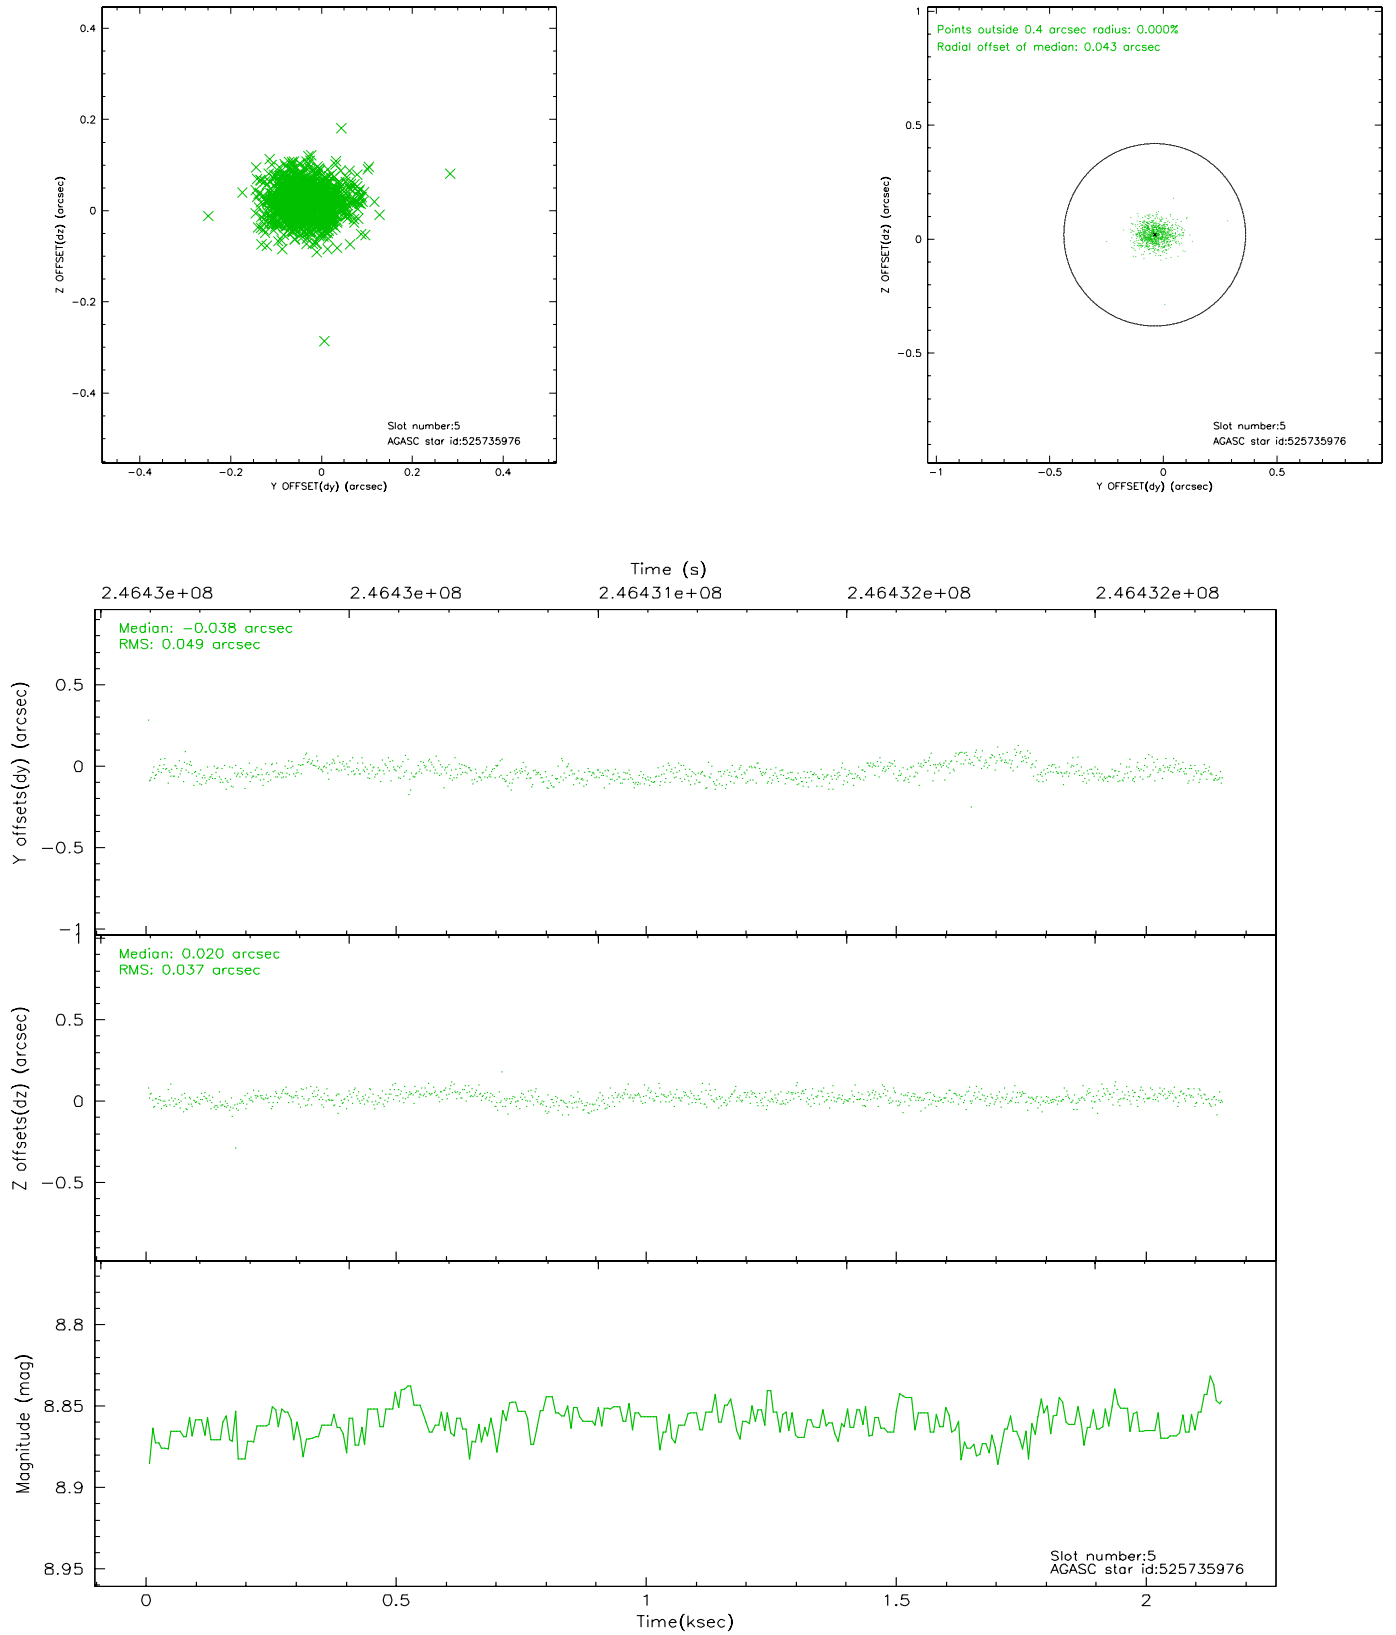 0.4
0.2
0
−0.2
−0.4
Z OFFSET(dz) (arcsec)
Slot number:5
AGASC star id:525735976
−0.4 −0.2 0 0.2 0.4
Y OFFSET(dy) (arcsec)
Points outside 0.4 arcsec radius: 0.000%
Radial offset of median: 0.043 arcsec
1
0.5
0
−0.5
Z OFFSET(dz) (arcsec)
Slot number:5
AGASC star id:525735976
−1 −0.5 0 0.5
Y OFFSET(dy) (arcsec)
Time (s)
2.4643e+08 2.4643e+08 2.46431e+08 2.46432e+08 2.46432e+08
Median: −0.038 arcsec
RMS: 0.049 arcsec
0.5
0
−0.5
−1
Y offsets(dy) (arcsec)
Median: 0.020 arcsec
RMS: 0.037 arcsec
1
0.5
0
−0.5
Z offsets(dz) (arcsec)
8.8
8.85
8.9
8.95
Magnitude (mag)
Slot number:5
AGASC star id:525735976
0 0.5 1 1.5 2
Time(ksec)